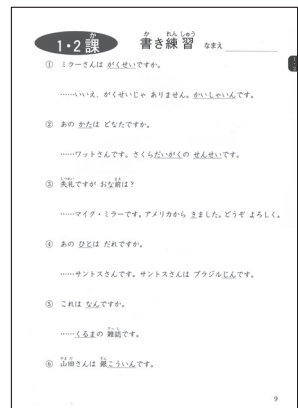 1・2課
書き練習 なまえ
① ミラーさんは がくせいですか。
……いいえ、がくせいじゃ ありません。かいしゃいんです。
② あの かたは どなたですか。
……ワットさんです。さくらだいがくの せんせいです。
③ 失礼ですが お名前は？
……マイク・ミラーです。アメリカから きました。どうぞ よろしく。
④ あの ひとは だれですか。
……サントスさんです。サントスさんは ブラジルじんです。
⑤ これは なんですか。
……くるまの 雑誌です。
⑥ 山田さんは 銀こういんです。
9